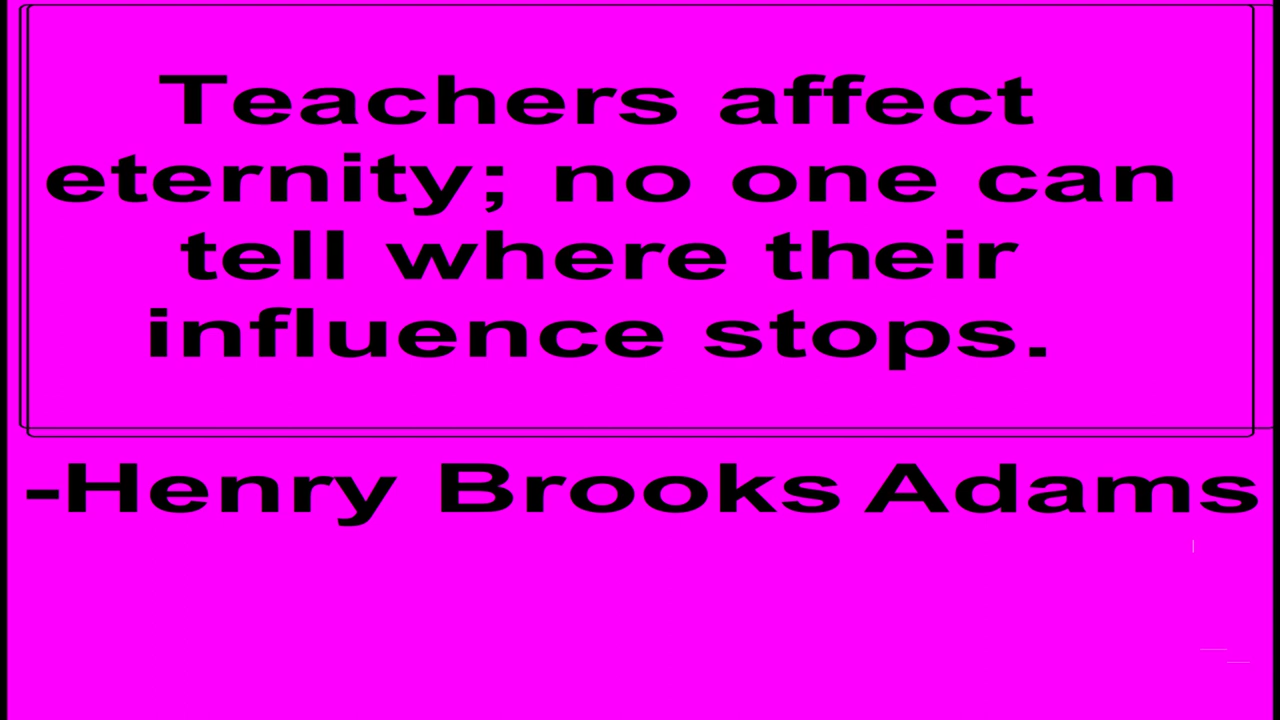 Teachers affect
eternity; no one can
tell where their
influence stops.
-Henry Brooks Adams